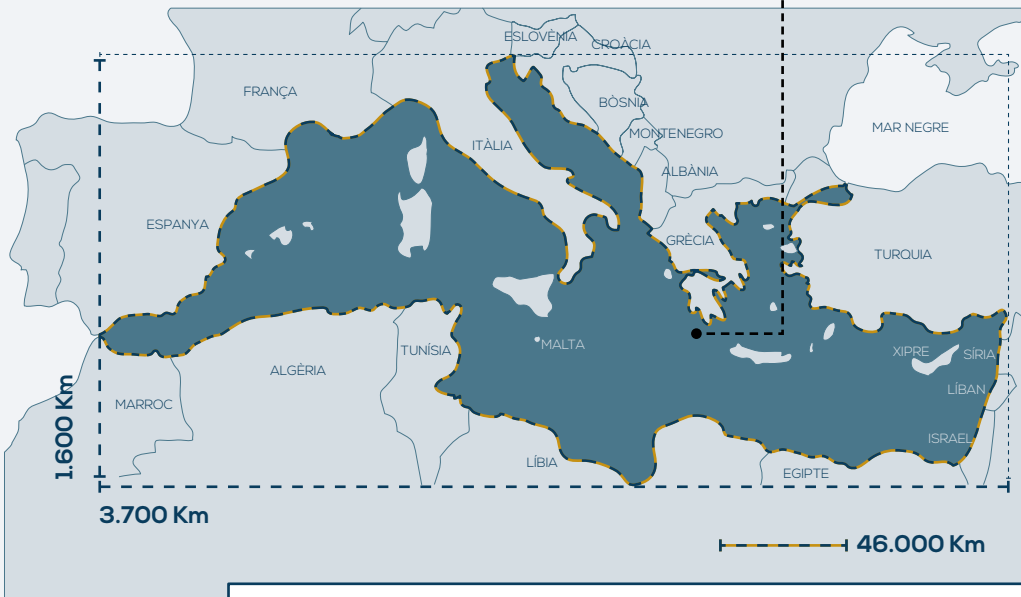 ESLOVÈNIA
CROÀCIA
FRANÇA
BÒSNIA
MAR NEGRE
MONTENEGRO
ITÀLIA
ALBÀNIA
ESPANYA
GRÈCIA
TURQUIA
MALTA
TUNÍSIA
XIPRE
SÍRIA
ALGÈRIA
LÍBAN
MARROC
1.600 Km
ISRAEL
LÍBIA
EGIPTE
3.700 Km
46.000 Km